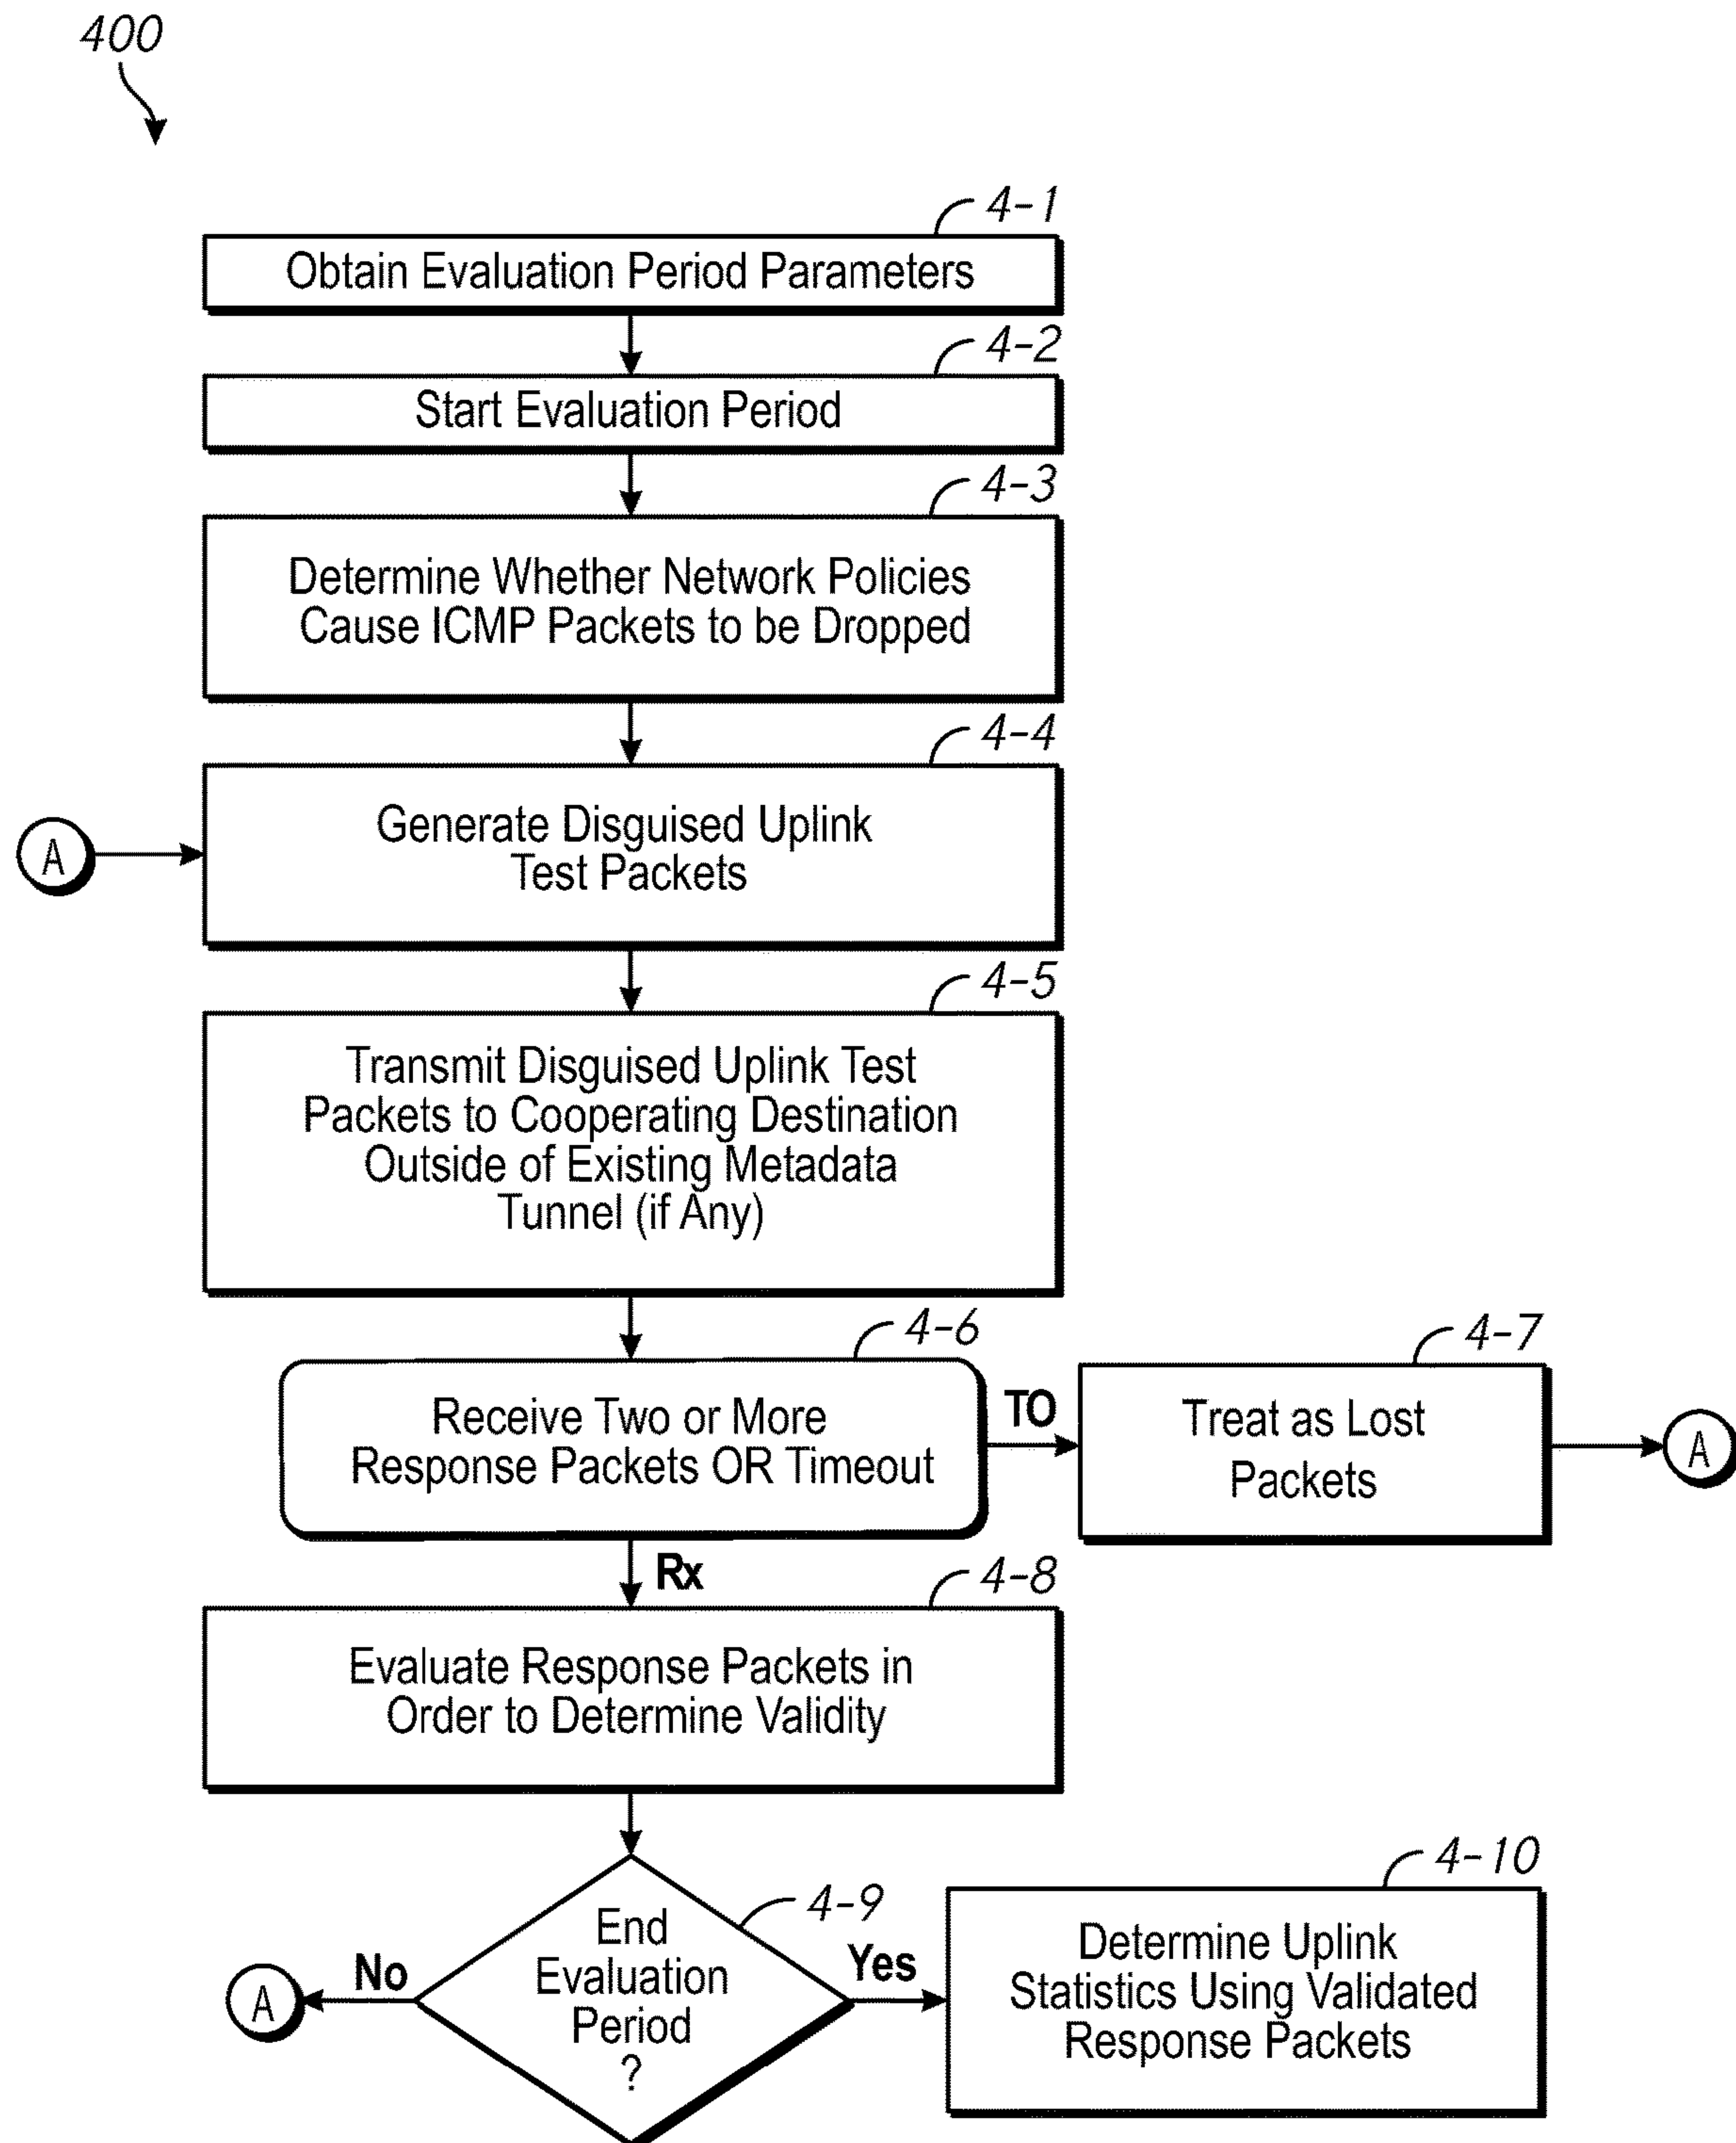 400
4-1
Obtain Evaluation Period Parameters
4-2
Start Evaluation Period
4-3
Determine Whether Network Policies
Cause ICMP Packets to be Dropped
4-4
A
Generate Disguised Uplink
Test Packets
4-5
Transmit Disguised Uplink Test
Packets to Cooperating Destination
Outside of Existing Metadata
Tunnel (if Any)
4-6
Receive Two or More
Response Packets OR Timeout
TO
4-7
Treat as Lost
Packets
A
Rx
4-8
Evaluate Response Packets in
Order to Determine Validity
4-9
End
Evaluation
Period
?
No
A
Yes
4-10
Determine Uplink
Statistics Using Validated
Response Packets